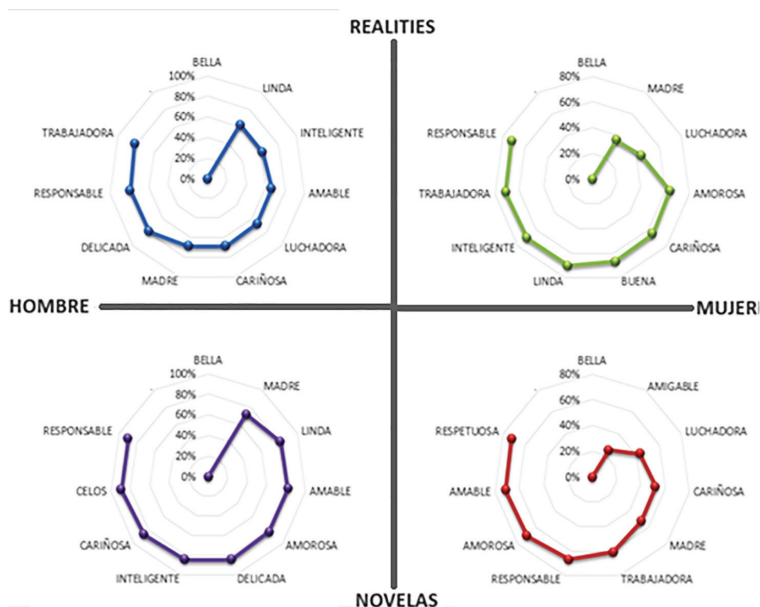 REALITIES
BELLA
100%
80%
60%
40%
20%
0%
LINDA
INTELIGENTE
AMABLE
LUCHADORA
CARIÑOSA
MADRE
DELICADA
RESPONSABLE
TRABAJADORA
BELLA
80%
60%
40%
20%
0%
MADRE
LUCHADORA
AMOROSA
CARIÑOSA
BUENA
LINDA
INTELIGENTE
TRABAJADORA
RESPONSABLE
HOMBRE
MUJER
BELLA
100%
80%
60%
40%
20%
0%
MADRE
LINDA
AMABLE
AMOROSA
DELICADA
INTELIGENTE
CARIÑOSA
CELOS
RESPONSABLE
BELLA
80%
60%
40%
20%
0%
AMIGABLE
LUCHADORA
CARIÑOSA
MADRE
TRABAJADORA
RESPONSABLE
AMOROSA
AMABLE
RESPETUOSA
NOVELAS